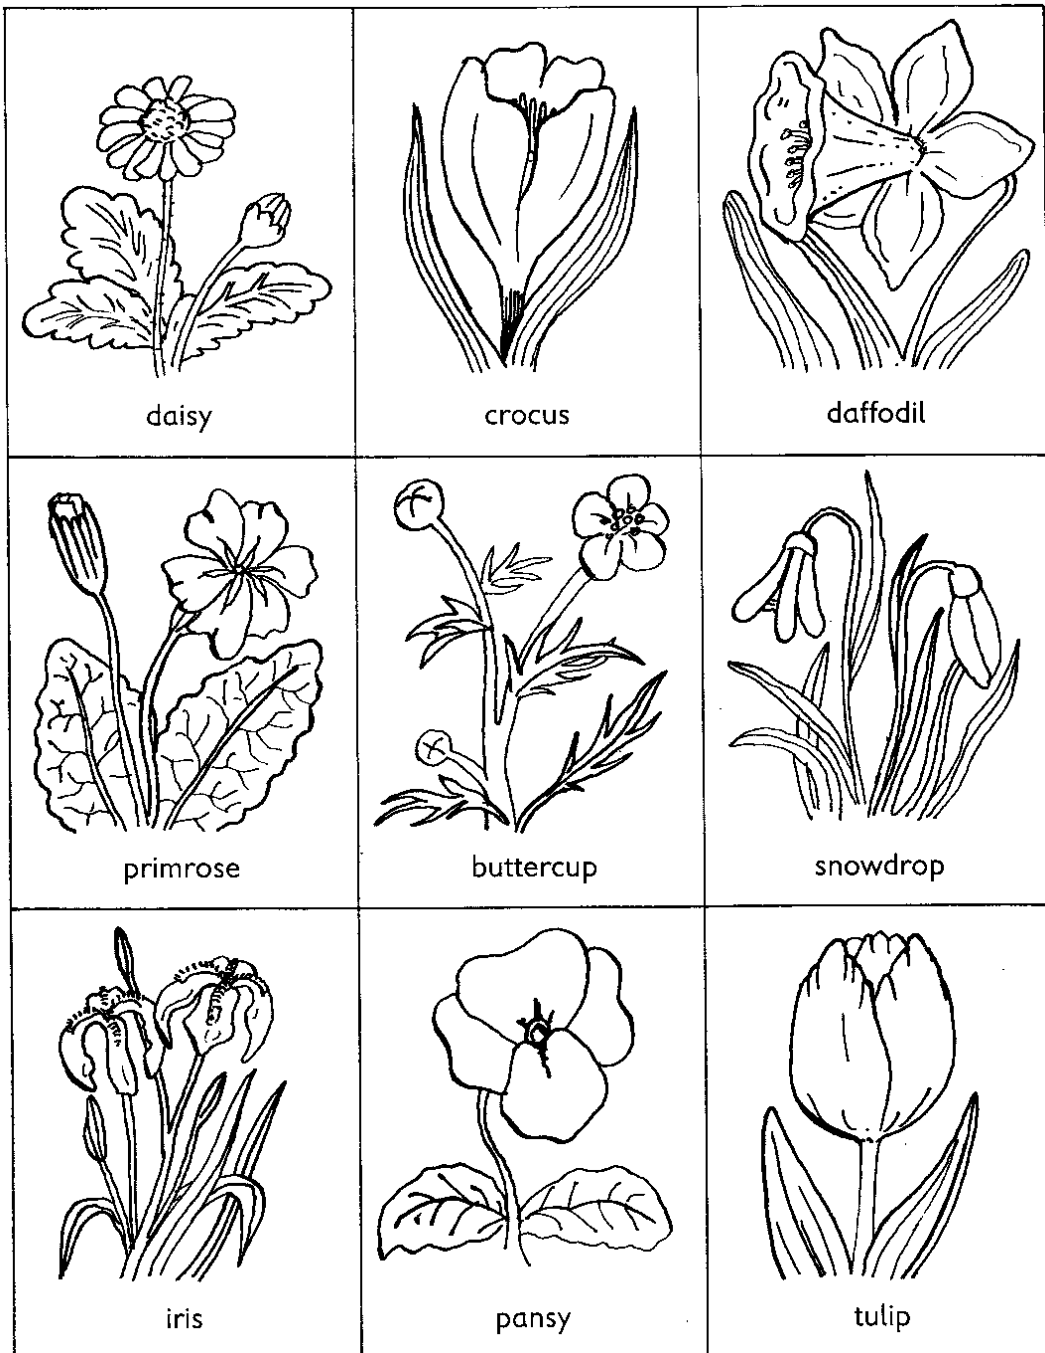 daisy
crocus
daffodil
primrose
buttercup
snowdrop
iris
pansy
tulip